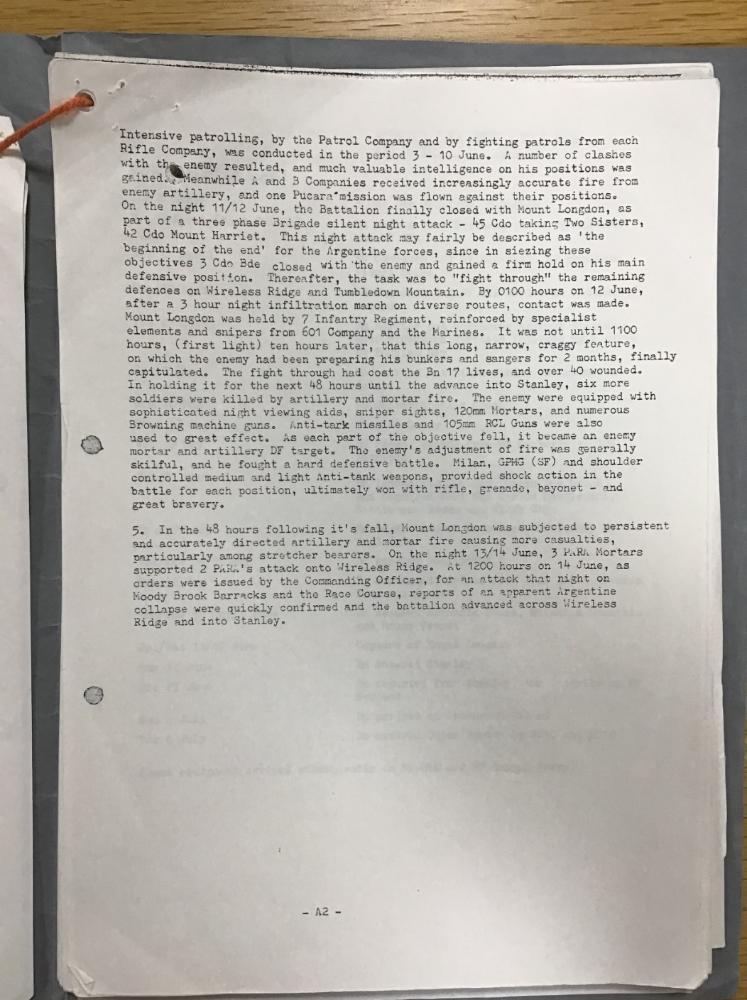 Intensive patrolling, by the Patrol Company and by fighting patrols from each
Rifle Company, was conducted in the period 3 - 10 June.  A number of clashes
with the enemy resulted, and much valuable intelligence on his positions was
gained.  Meanwhile A and B Companies received increasingly accurate fire from
enemy artillery, and one Pucara mission was flown against their positions.
On the night 11/12 June, the Battalion finally closed with Mount Longdon, as
part of a three phase Brigade silent night attack - 45 Cdo taking Two Sisters,
42 Cdo Mount Harriet.  This night attack may fairly be described as 'the
beginning of the end' for the Argentine forces, since in siezing these
objectives 3 Cdo Bde closed with the enemy and gained a firm hold on his main
defensive position.  Thereafter, the task was to "fight through" the remaining
defences on Wireless Ridge and Tumbledown Mountain.  By 0100 hours on 12 June,
after a 3 hour night infiltration march on diverse routes, contact was made.
Mount Longdon was held by 7 Infantry Regiment, reinforced by specialist
elements and snipers from 601 Company and the Marines.  It was not until 1100
hours, (first light) ten hours later, that this long, narrow, craggy feature,
on which the enemy had been preparing his bunkers and sangers for 2 months, finally
capitulated.  The fight through had cost the Bn 17 lives, and over 40 wounded.
In holding it for the next 48 hours until the advance into Stanley, six more
soldiers were killed by artillery and mortar fire.  The enemy were equipped with
sophisticated night viewing aids, sniper sights, 120mm Mortars, and numerous
Browning machine guns.  Anti-tark missiles and 105mm RCL Guns were also
used to great effect.  As each part of the objective fell, it became an enemy
mortar and artillery DF target.  The enemy's adjustment of fire was generally
skilful, and he fought a hard defensive battle.  Milan, GPMG (SF) and shoulder
controlled medium and light Anti-tank weapons, provided shock action in the
battle for each position, ultimately won with rifle, grenade, bayonet - and
great bravery.
5.  In the 48 hours following it's fall, Mount Longdon was subjected to persistent
and accurately directed artillery and mortar fire causing more casualties,
particularly among stretcher bearers.  On the night 13/14 June, 3 PARA Mortars
supported 2 PARA's attack onto Wireless Ridge.  At 1200 hours on 14 June, as
orders were issued by the Commanding Officer, for an attack that night on
Moody Brook Barracks and the Race Course, reports of an apparent Argentine
collapse were quickly confirmed and the battalion advanced across Wireless
Ridge and into Stanley.
- A2 -